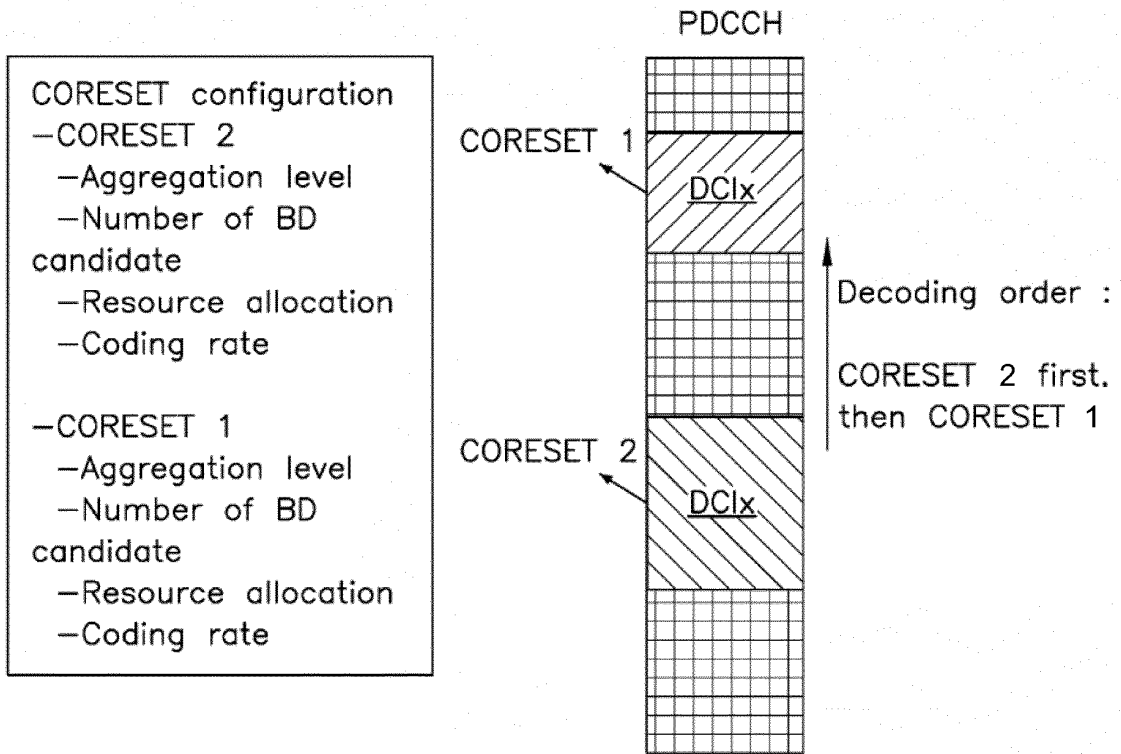 PDCCH
CORESET configuration
—CORESET 2
—Aggregation level
—Number of BD
candidate
—Resource allocation
—Coding rate
—CORESET 1
—Aggregation level
—Number of BD
candidate
—Resource allocation
—Coding rate
CORESET 1
DCIx
CORESET 2
DCIx
Decoding order :
CORESET 2 first.
then CORESET 1